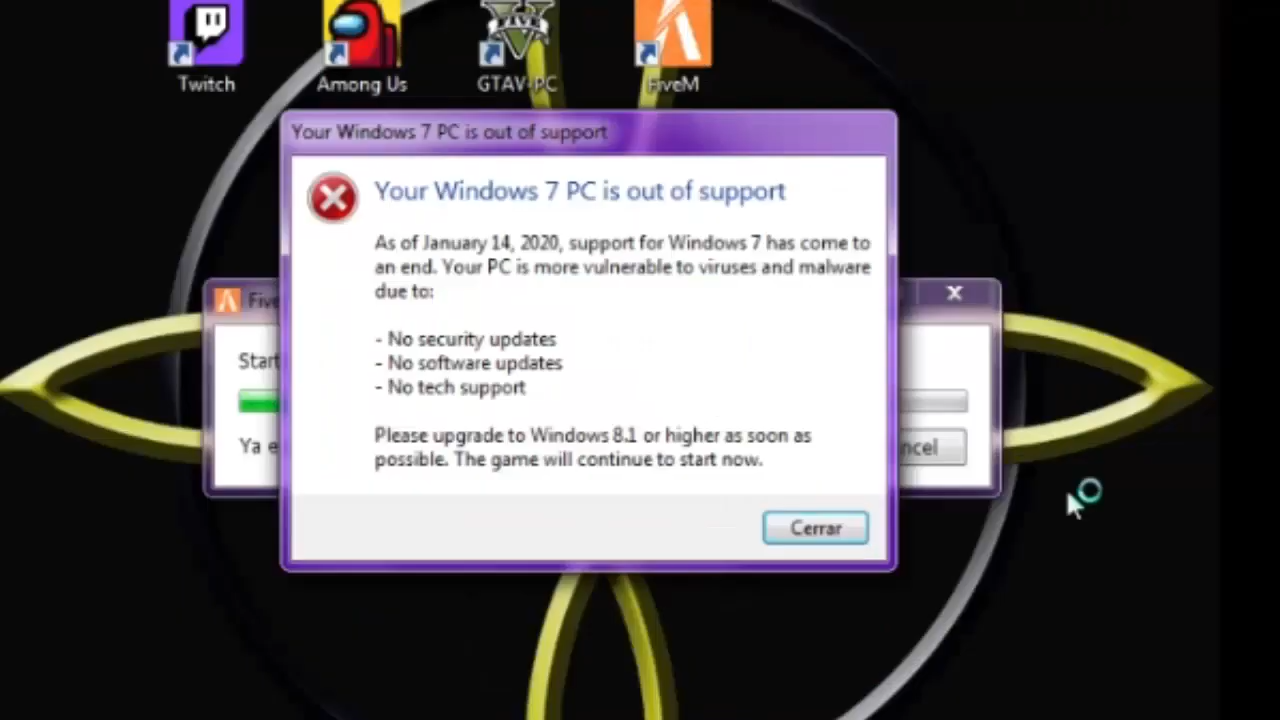 Twitch
Among Us
GTAV-PC
FiveM
Your Windows 7 PC is out of support
Your Windows 7 PC is out of support
As of January 14, 2020, support for Windows 7 has come to
an end. Your PC is more vulnerable to viruses and malware
due to:
- No security updates
- No software updates
- No tech support
Please upgrade to Windows 8.1 or higher as soon as
possible. The game will continue to start now.
Cerrar
Five
Start
Ya e
ncel